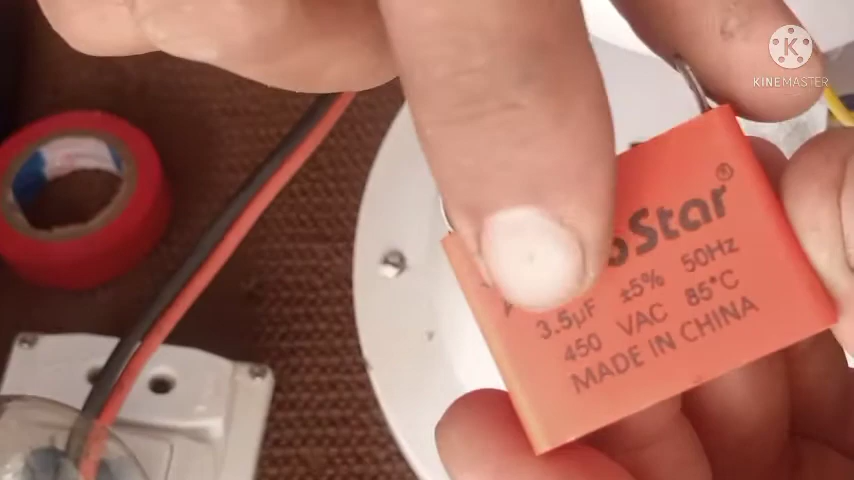 KINEMASTER
Star®
3.5µF ±5% 50Hz
450 VAC 85°C
MADE IN CHINA